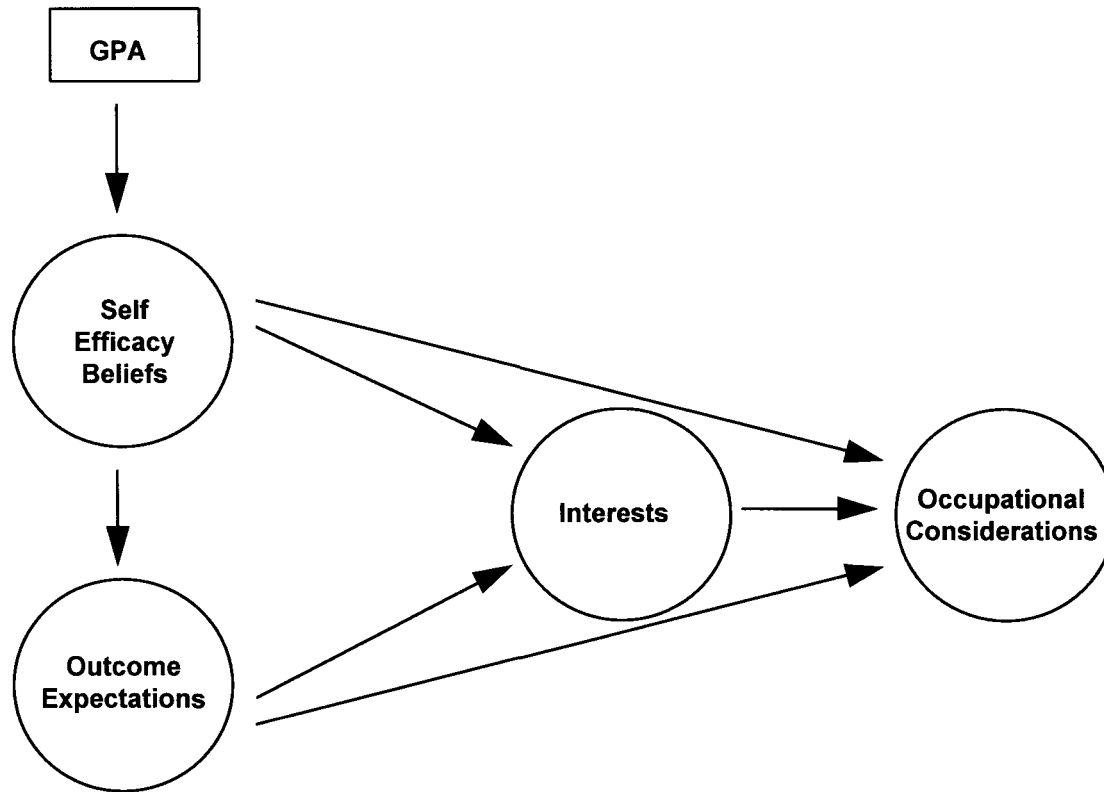 GPA
Self
Efficacy
Beliefs
Interests
Occupational
Considerations
Outcome
Expectations